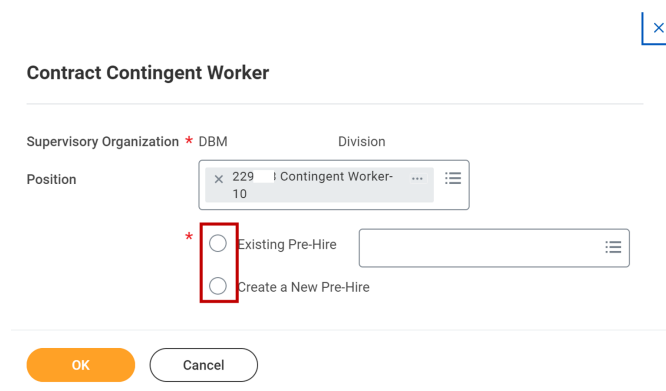 Contract Contingent Worker
Supervisory Organization * DBM Division
Position
× 229 Contingent Worker-
10
* Existing Pre-Hire
Create a New Pre-Hire
OK Cancel